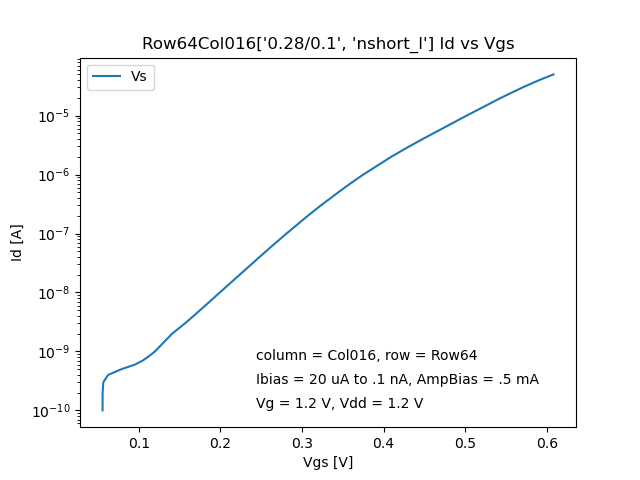 Row64Col016['0.28/0.1', 'nshort_l'] Id vs Vgs
Vs
Id [A]
10⁻⁵
10⁻⁶
10⁻⁷
10⁻⁸
10⁻⁹
10⁻¹⁰
column = Col016, row = Row64
Ibias = 20 uA to .1 nA, AmpBias = .5 mA
Vg = 1.2 V, Vdd = 1.2 V
0.1 0.2 0.3 0.4 0.5 0.6
Vgs [V]